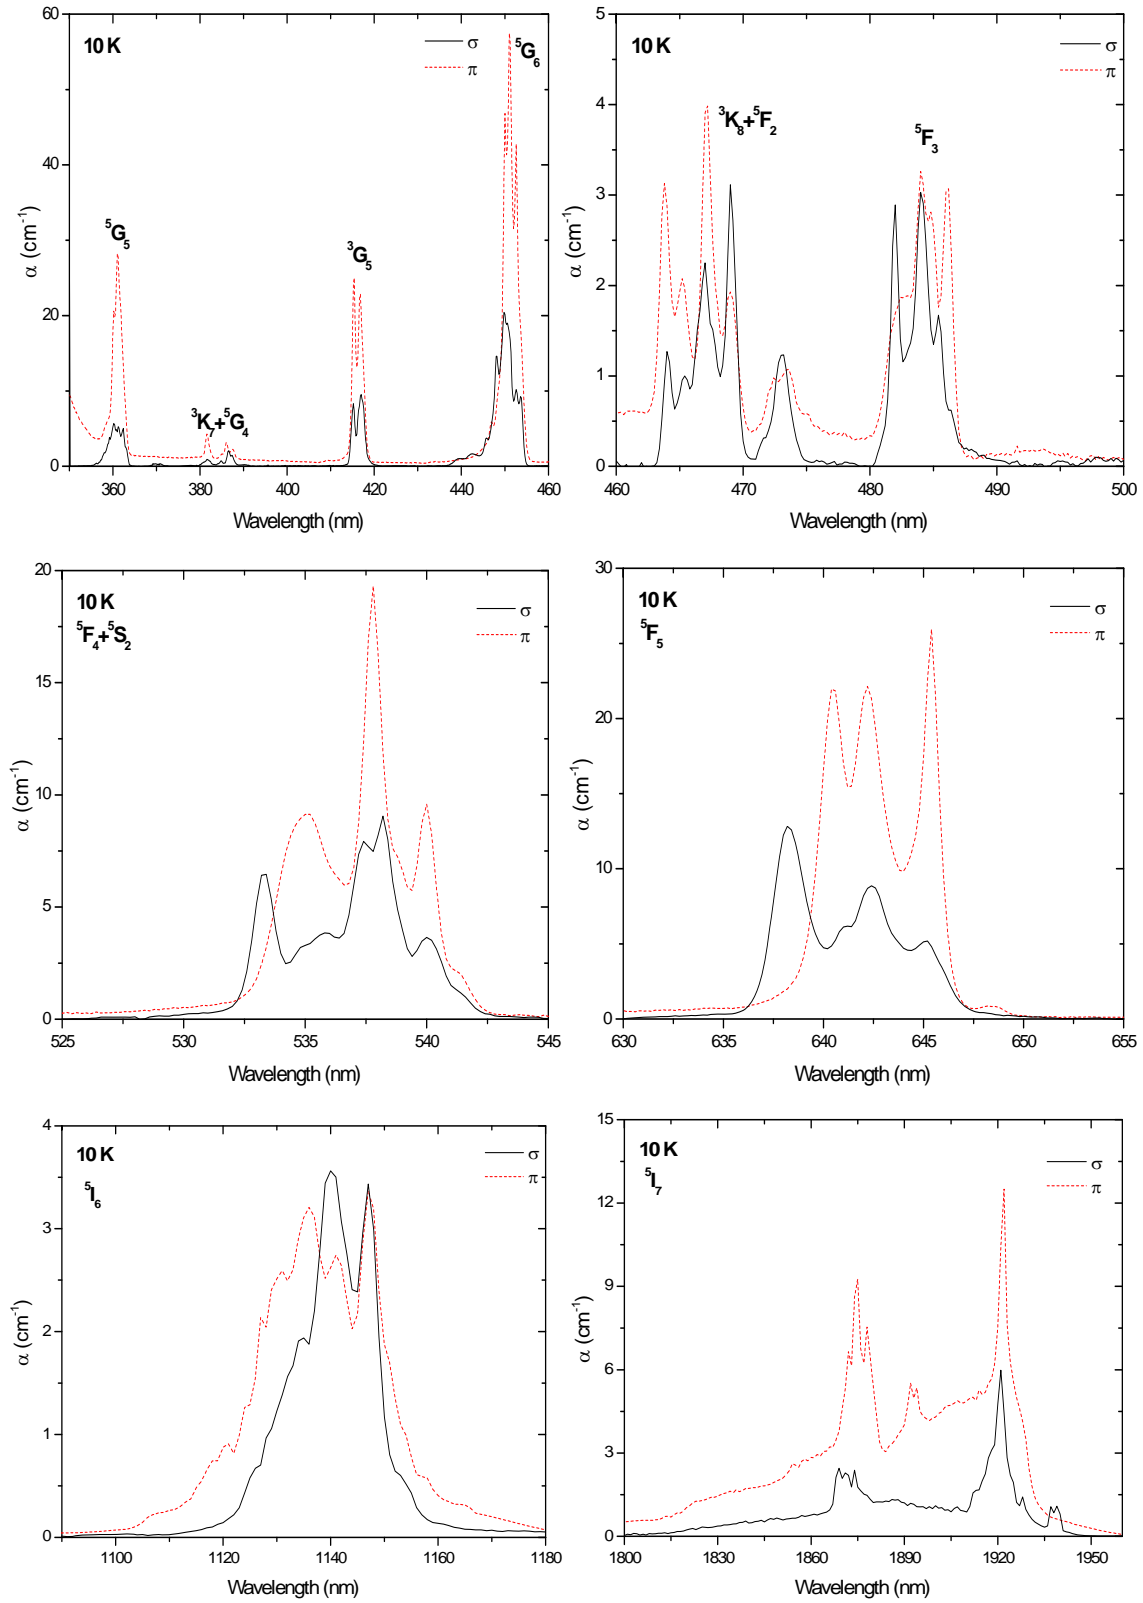 60
40
20
0
360
380
400
420
440
460
α (cm⁻¹)
Wavelength (nm)
10 K
σ
π
⁵G₅
³K₇+⁵G₄
³G₅
⁵G₆
5
4
3
2
1
0
460
470
480
490
500
α (cm⁻¹)
Wavelength (nm)
10 K
σ
π
³K₈+⁵F₂
⁵F₃
20
15
10
5
0
525
530
535
540
545
α (cm⁻¹)
Wavelength (nm)
10 K
⁵F₄+⁵S₂
σ
π
30
20
10
0
630
635
640
645
650
655
α (cm⁻¹)
Wavelength (nm)
10 K
⁵F₅
σ
π
4
3
2
1
0
1100
1120
1140
1160
1180
α (cm⁻¹)
Wavelength (nm)
10 K
⁵I₆
σ
π
15
12
9
6
3
0
1800
1830
1860
1890
1920
1950
α (cm⁻¹)
Wavelength (nm)
10 K
⁵I₇
σ
π